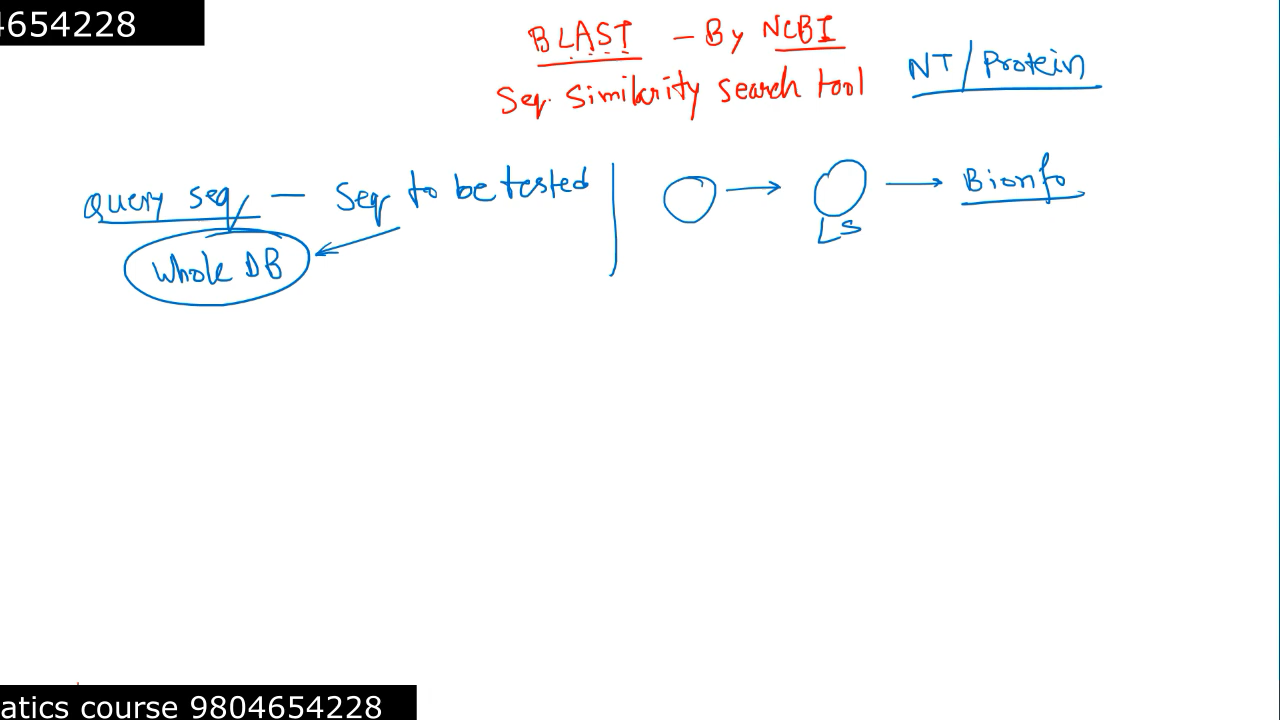 4654228
BLAST - By NCBI
Seq. Similarity search tool
NT/Protein
Query seq - Seq to be tested
Whole DB
LS
Bioinfo
atics course 9804654228